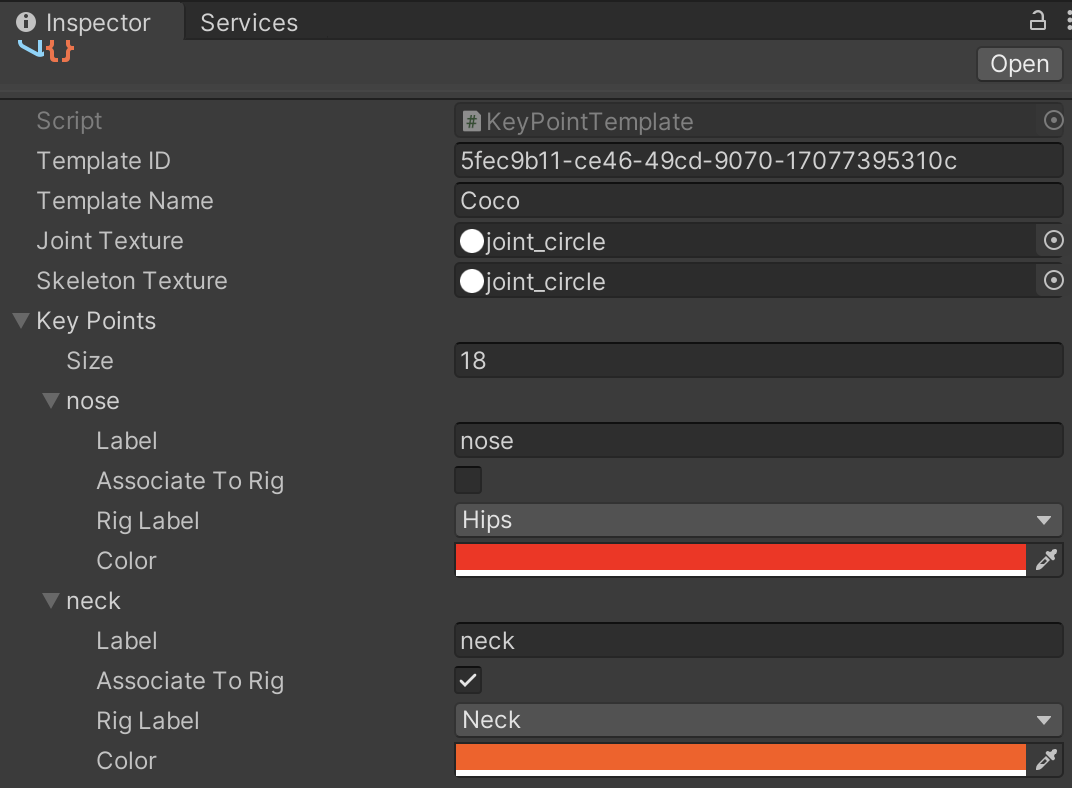 Inspector Services
Open
Script KeyPointTemplate
Template ID 5fec9b11-ce46-49cd-9070-17077395310c
Template Name Coco
Joint Texture joint_circle
Skeleton Texture joint_circle
Key Points
Size 18
nose
Label nose
Associate To Rig
Rig Label Hips
Color
neck
Label neck
Associate To Rig
Rig Label Neck
Color